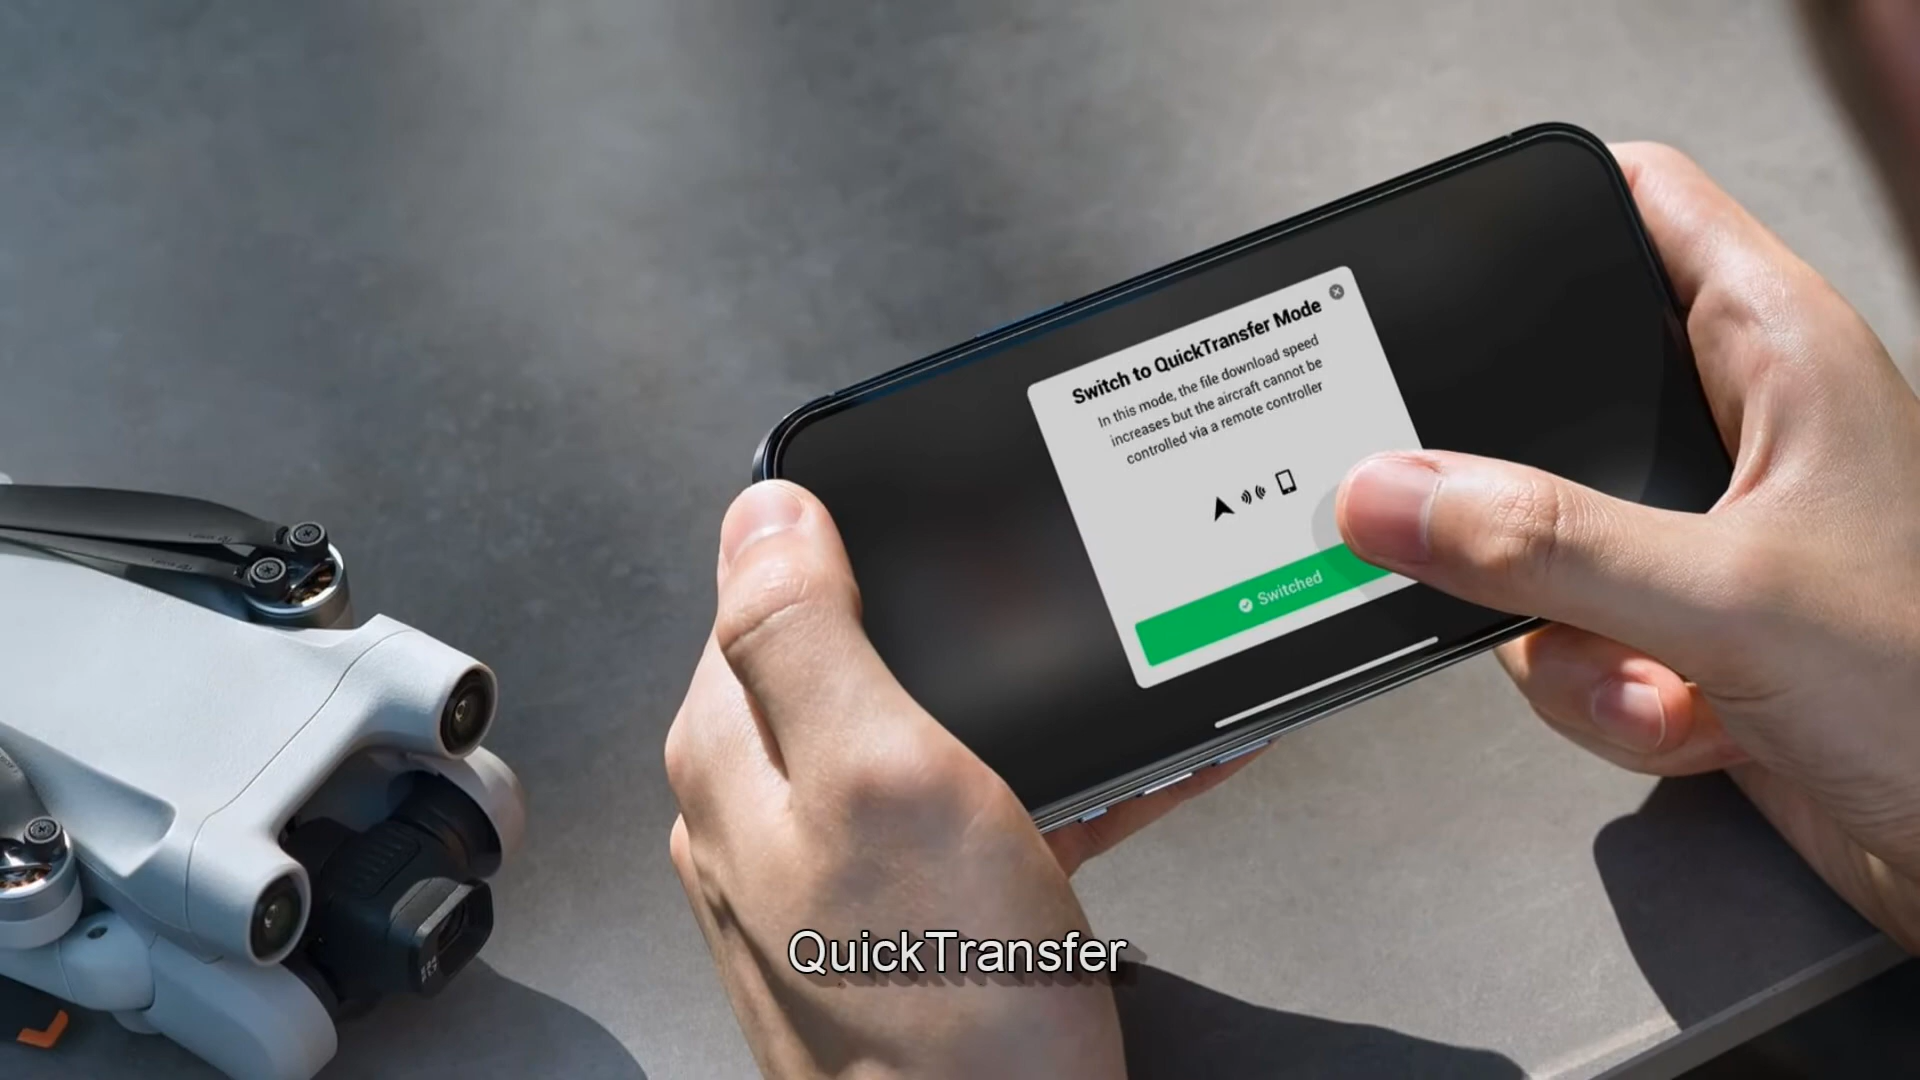 Switch to QuickTransfer Mode
In this mode, the file download speed
increases but the aircraft cannot be
controlled via a remote controller
Switched
QuickTransfer